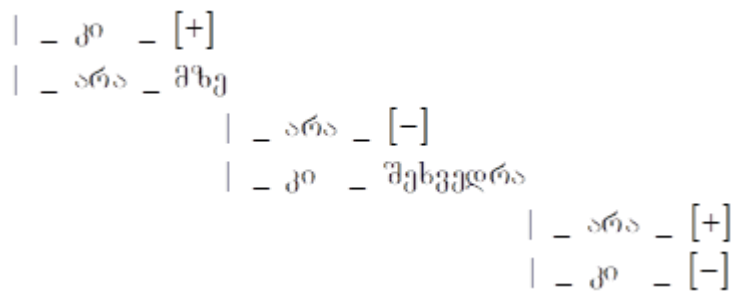 | _ კი _ [+]
| _ არა _ მზე
| _ არა _ [−]
| _ კი _ შეხვედრა
| _ არა _ [+]
| _ კი _ [−]